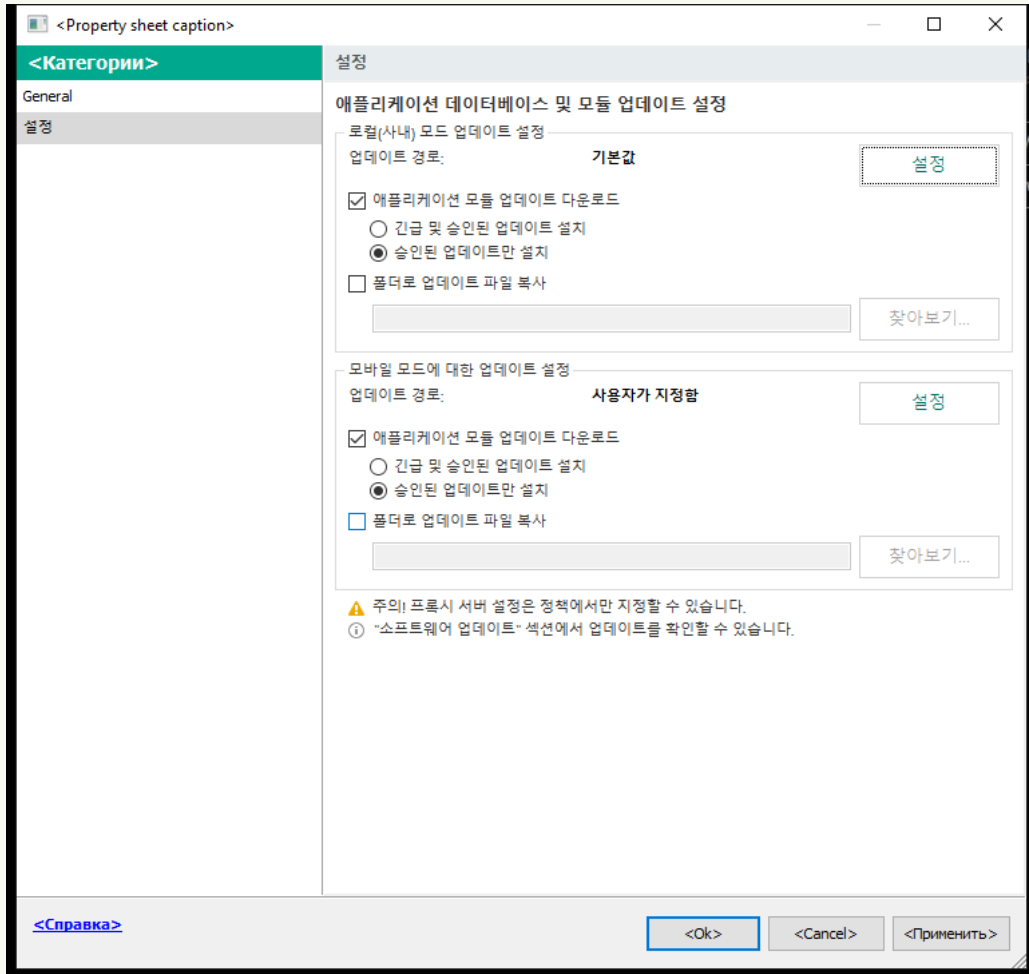 <Property sheet caption>
<Категории>
General
설정
설정
애플리케이션 데이터베이스 및 모듈 업데이트 설정
로컬(사내) 모드 업데이트 설정
업데이트 경로: 기본값 설정
애플리케이션 모듈 업데이트 다운로드
긴급 및 승인된 업데이트 설치
승인된 업데이트만 설치
폴더로 업데이트 파일 복사
찾아보기...
모바일 모드에 대한 업데이트 설정
업데이트 경로: 사용자가 지정함 설정
애플리케이션 모듈 업데이트 다운로드
긴급 및 승인된 업데이트 설치
승인된 업데이트만 설치
폴더로 업데이트 파일 복사
찾아보기...
주의! 프록시 서버 설정은 정책에서만 지정할 수 있습니다.
"소프트웨어 업데이트" 섹션에서 업데이트를 확인할 수 있습니다.
<Справка>
<Ok> <Cancel> <Применить>